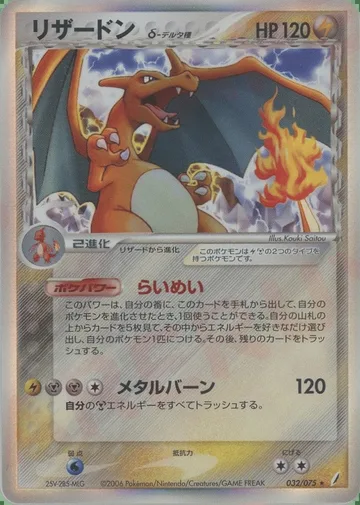 リザードン δ-デルタ種 HP120
Illus. Kouki Saitou
2進化 リザードから進化
このポケモンは の2つのタイプを
持つポケモンである。
ポケパワー らいめい
このパワーは、自分の番に、このカードを手札から出して、自分の
ポケモンを進化させたとき、1回使うことができる。自分の山札の
上からカードを5枚見て、その中からエネルギーを好きなだけ選び
出し、自分のポケモン1匹につける。その後、残りのカードをトラッ
シュする。
メタルバーン 120
自分の エネルギーをすべてトラッシュする。
弱点 抵抗力 にげる
©2006 Pokémon/Nintendo/Creatures/GAME FREAK
032/075 ★